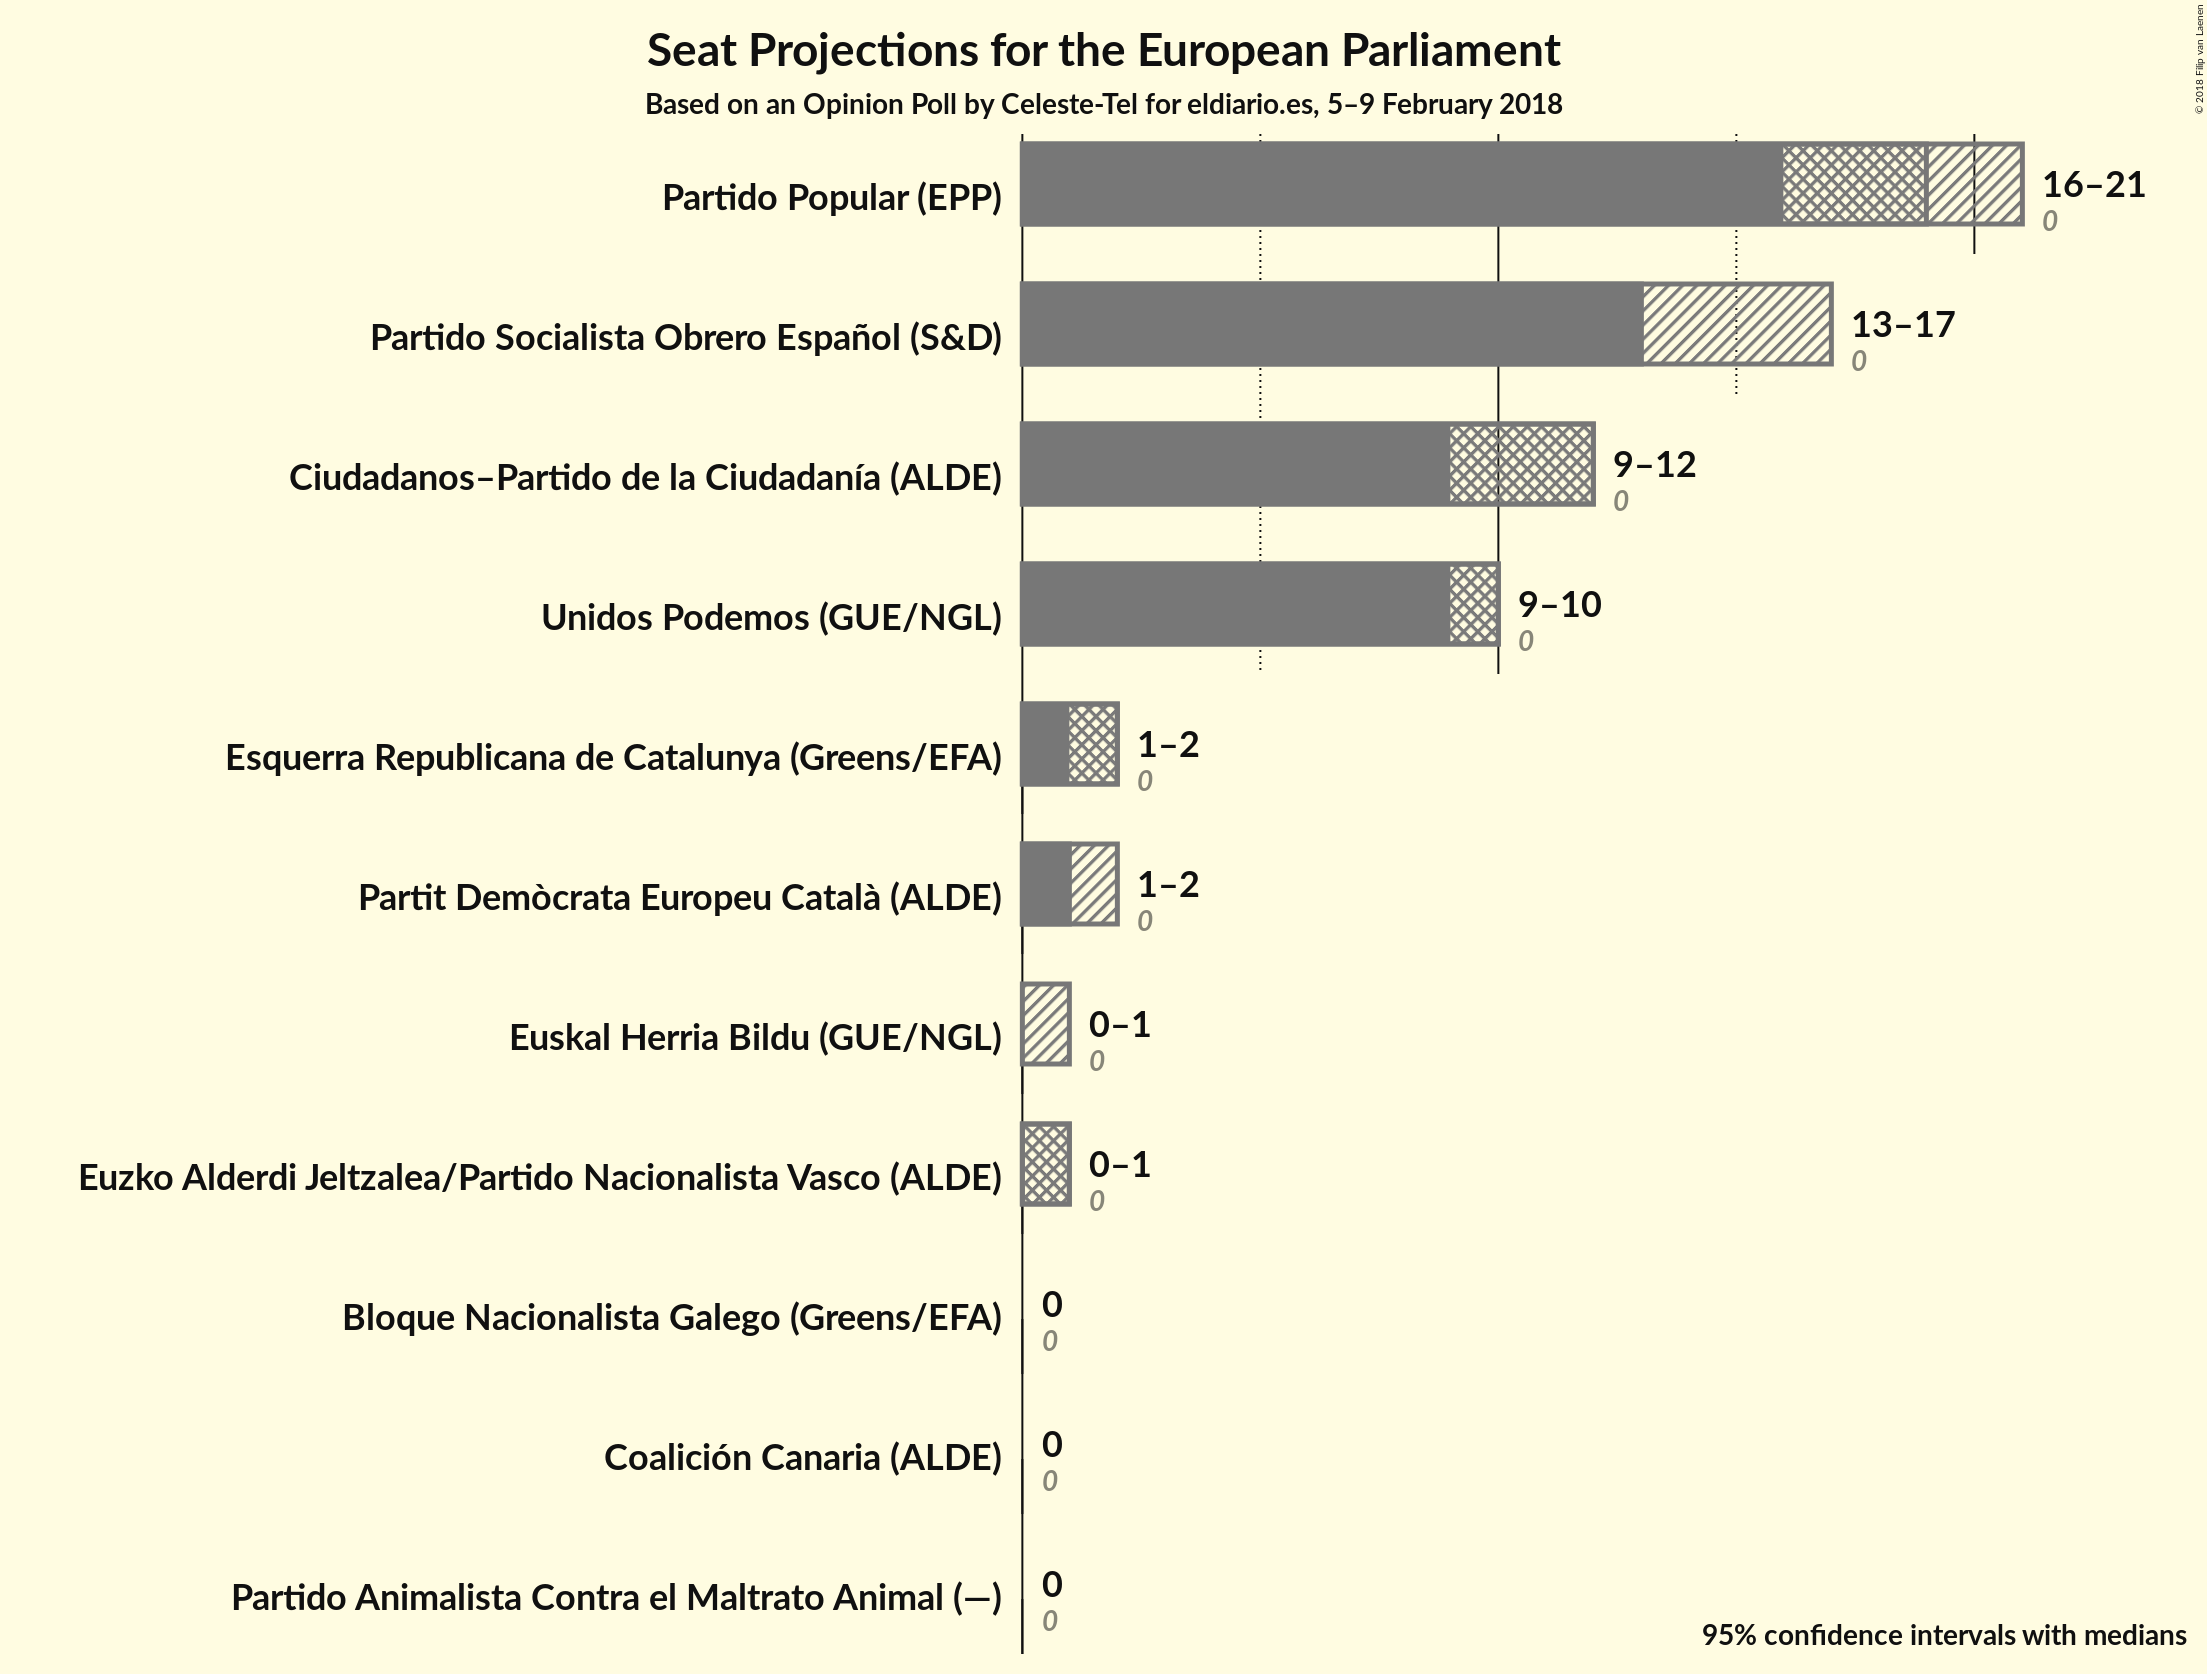 Seat Projections for the European Parliament
Based on an Opinion Poll by Celeste-Tel for eldiario.es, 5–9 February 2018
© 2018 Filip van Laenen
Partido Popular (EPP)
16–21
0
Partido Socialista Obrero Español (S&D)
13–17
0
Ciudadanos–Partido de la Ciudadanía (ALDE)
9–12
0
Unidos Podemos (GUE/NGL)
9–10
0
Esquerra Republicana de Catalunya (Greens/EFA)
1–2
0
Partit Demòcrata Europeu Català (ALDE)
1–2
0
Euskal Herria Bildu (GUE/NGL)
0–1
0
Euzko Alderdi Jeltzalea/Partido Nacionalista Vasco (ALDE)
0–1
0
Bloque Nacionalista Galego (Greens/EFA)
0
0
Coalición Canaria (ALDE)
0
0
Partido Animalista Contra el Maltrato Animal (—)
0
0
95% confidence intervals with medians